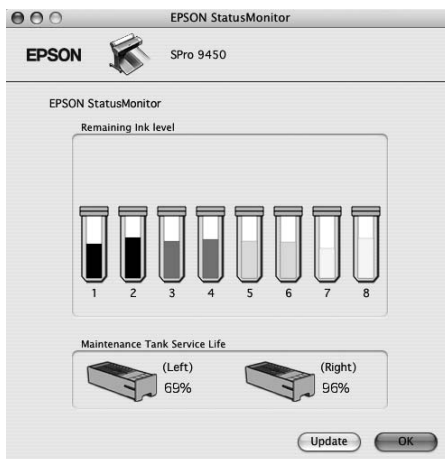 EPSON StatusMonitor
EPSON
SPro 9450
EPSON StatusMonitor
Remaining Ink level
1 2 3 4 5 6 7 8
Maintenance Tank Service Life
(Left) (Right)
69% 96%
Update OK